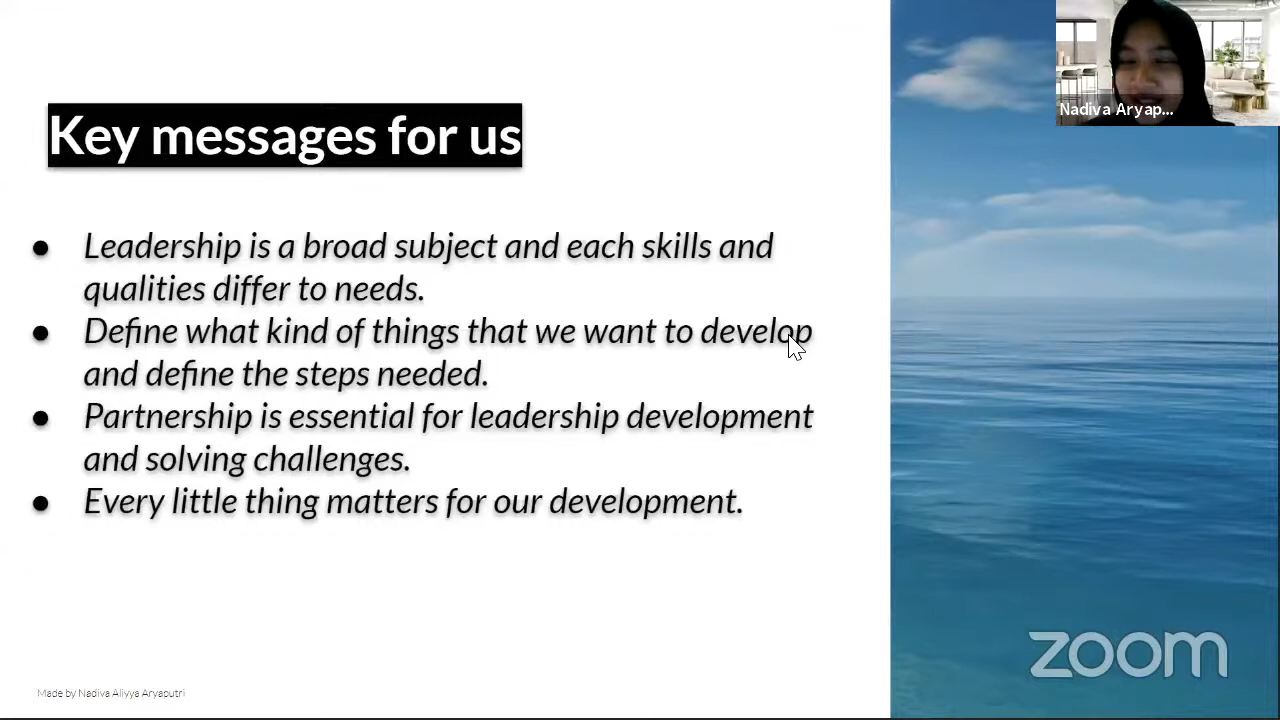 Key messages for us
Nadiva Aryap...
● Leadership is a broad subject and each skills and
qualities differ to needs.
● Define what kind of things that we want to develop
and define the steps needed.
● Partnership is essential for leadership development
and solving challenges.
● Every little thing matters for our development.
zoom
Made by Nadiva Aliyya Aryaputri